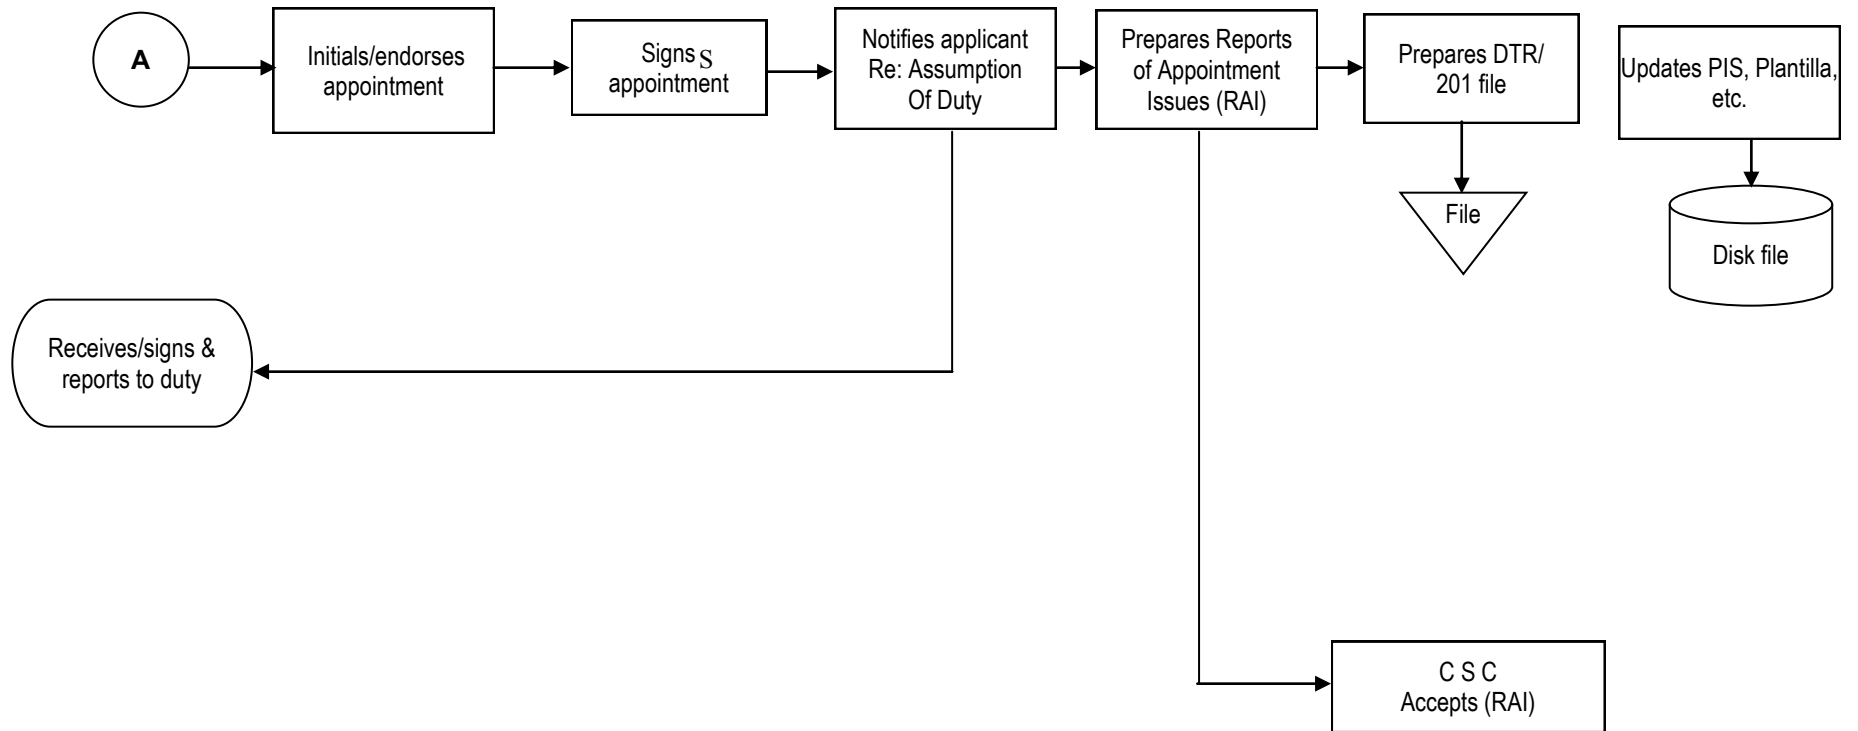 A
Initials/endorses
appointment
Signs S
appointment
Notifies applicant
Re: Assumption
Of Duty
Prepares Reports
of Appointment
Issues (RAI)
Prepares DTR/
201 file
Updates PIS, Plantilla,
etc.
File
Disk file
Receives/signs &
reports to duty
C S C
Accepts (RAI)